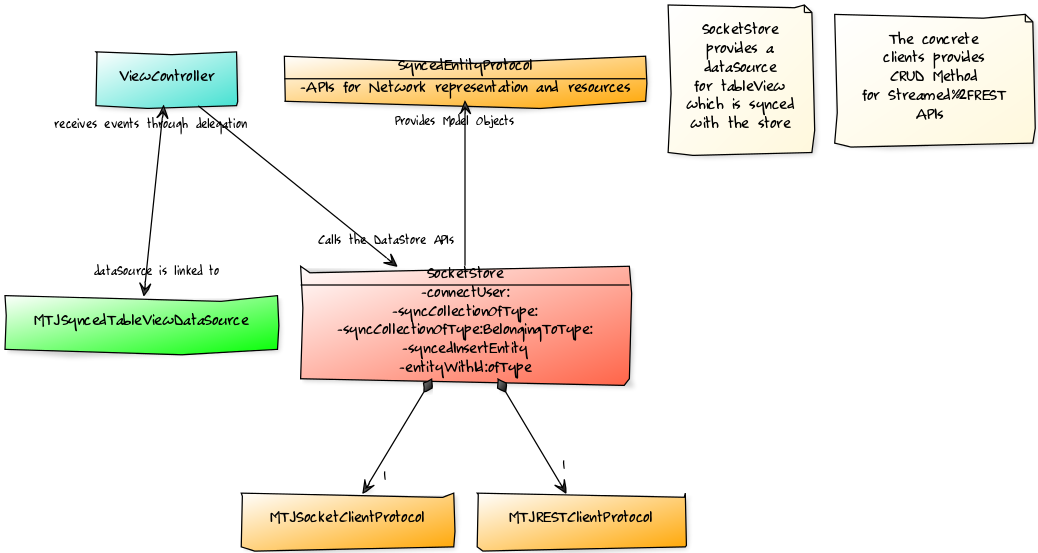 ViewController
SyncedEntityProtocol
-APIs for Network representation and resources
SocketStore
provides a
dataSource
for tableView
which is synced
with the store
The concrete
clients provides
CRUD Method
for Streamed%2FREST
APIs
receives events through delegation
Provides Model Objects
Calls the DataStore APIs
dataSource is linked to
MTJSyncedTableViewDataSource
SocketStore
-connectUser:
-syncCollectionOfType:
-syncCollectionOfType:BelongingToType:
-syncedInsertEntity
-entityWithId:ofType
1
1
MTJSocketClientProtocol
MTJRESTClientProtocol